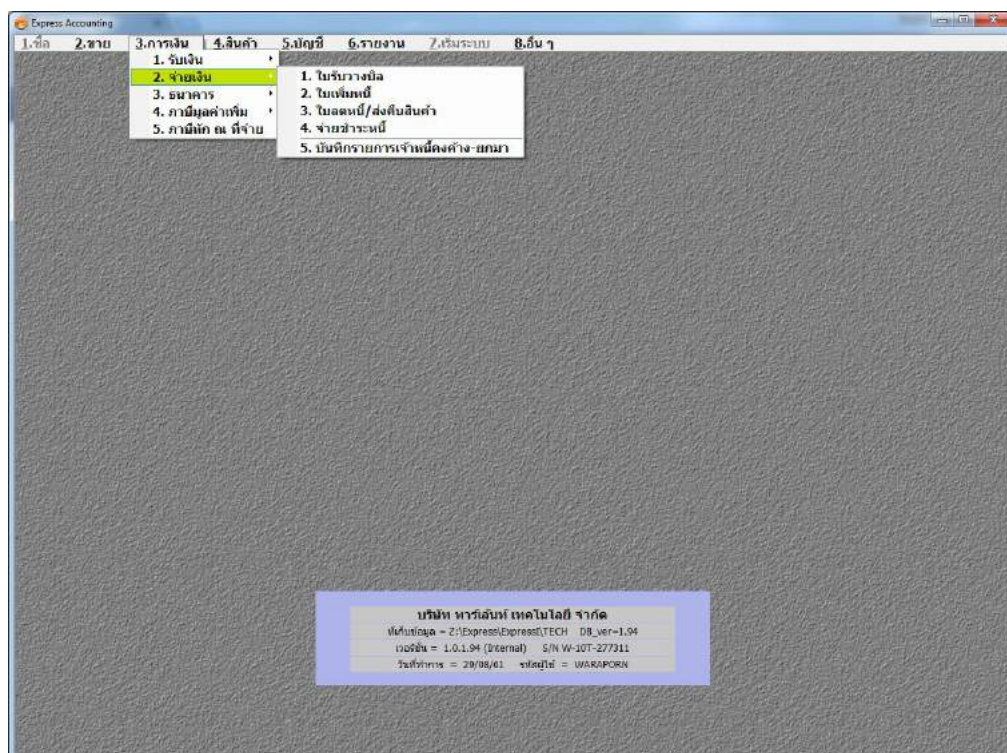 Express Accounting
1.ซื้อ 2.ขาย 3.การเงิน 4.สินค้า 5.บัญชี 6.รายงาน 7.เริ่มระบบ 8.อื่น ๆ
1. รับเงิน
2. จ่ายเงิน
3. ธนาคาร
4. ภาษีมูลค่าเพิ่ม
5. ภาษีหัก ณ ที่จ่าย
1. ใบรับวางบิล
2. ใบเพิ่มหนี้
3. ใบลดหนี้/ส่งคืนสินค้า
4. จ่ายชำระหนี้
5. บันทึกรายการเจ้าหนี้คงค้าง-ยกมา
บริษัท พาร์เล้นท์ เทคโนโลยี จำกัด
ที่เก็บข้อมูล = Z:\Express\ExpressI\TECH DB_ver=1.94
เวอร์ชั่น = 1.0.1.94 (Internal) S/N W-10T-277311
วันที่ทำการ = 29/08/61 รหัสผู้ใช้ = WARAPORN